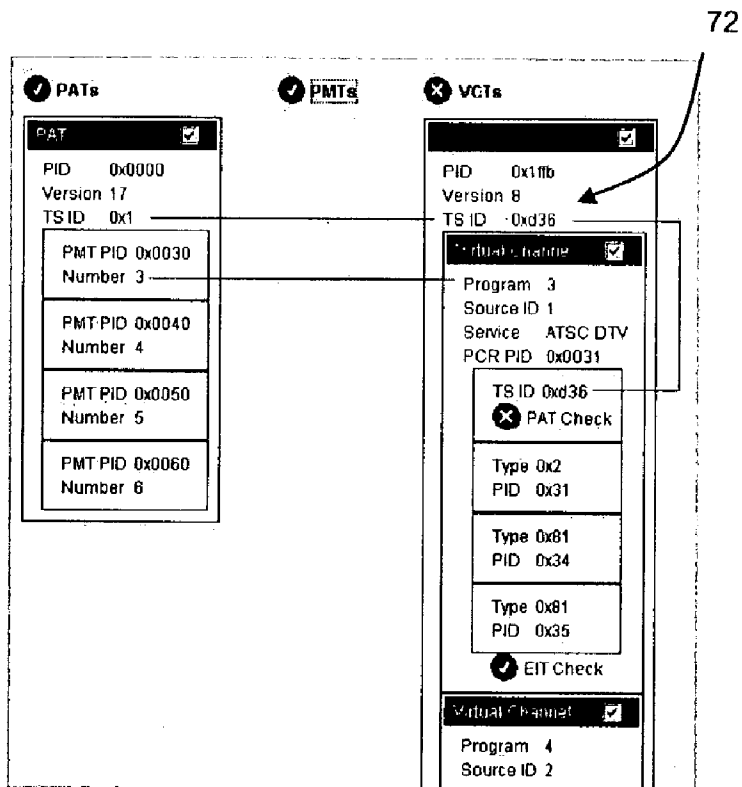 72
PATs
PMTs
VCTs
PAT
PID 0x0000
Version 17
TS ID 0x1
PMT PID 0x0030
Number 3
PMT PID 0x0040
Number 4
PMT PID 0x0050
Number 5
PMT PID 0x0060
Number 6
PID 0x1ffb
Version 8
TS ID 0xd36
Virtual Channel
Program 3
Source ID 1
Service ATSC DTV
PCR PID 0x0031
TS ID 0xd36
PAT Check
Type 0x2
PID 0x31
Type 0x81
PID 0x34
Type 0x81
PID 0x35
EIT Check
Virtual Channel
Program 4
Source ID 2